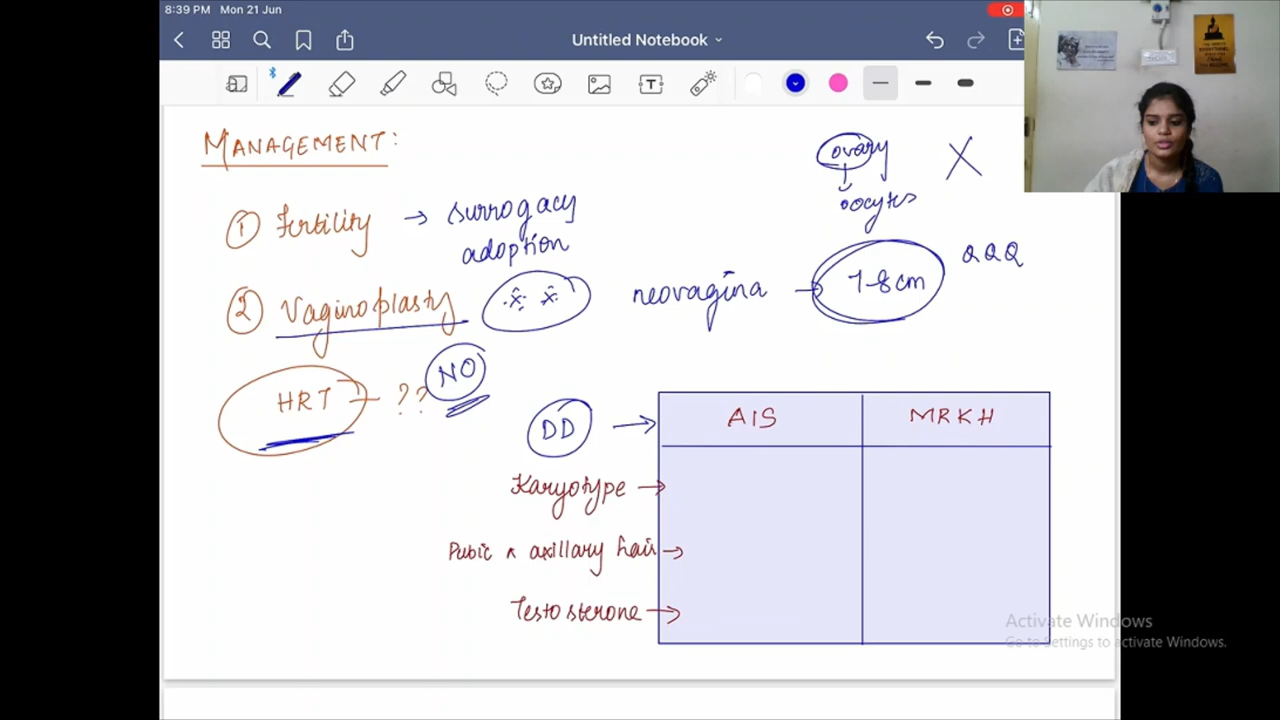 8:39 PM Mon 21 Jun
Untitled Notebook
MANAGEMENT:
① Fertility → surrogacy
adoption
ovary
oocytes
X
② Vaginoplasty
neovagina → 7-8cm
HRT - ??
NO
DD →
AIS
MRKH
Karyotype →
Pubic & axillary hair →
Testosterone →
Activate Windows
Go to Settings to activate Windows.